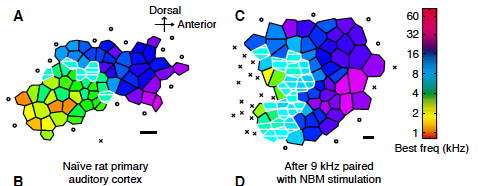 A
Dorsal
Anterior
C
60
32
16
8
4
2
1
Best freq (kHz)
Naïve rat primary
auditory cortex
After 9 kHz paired
with NBM stimulation
B
D